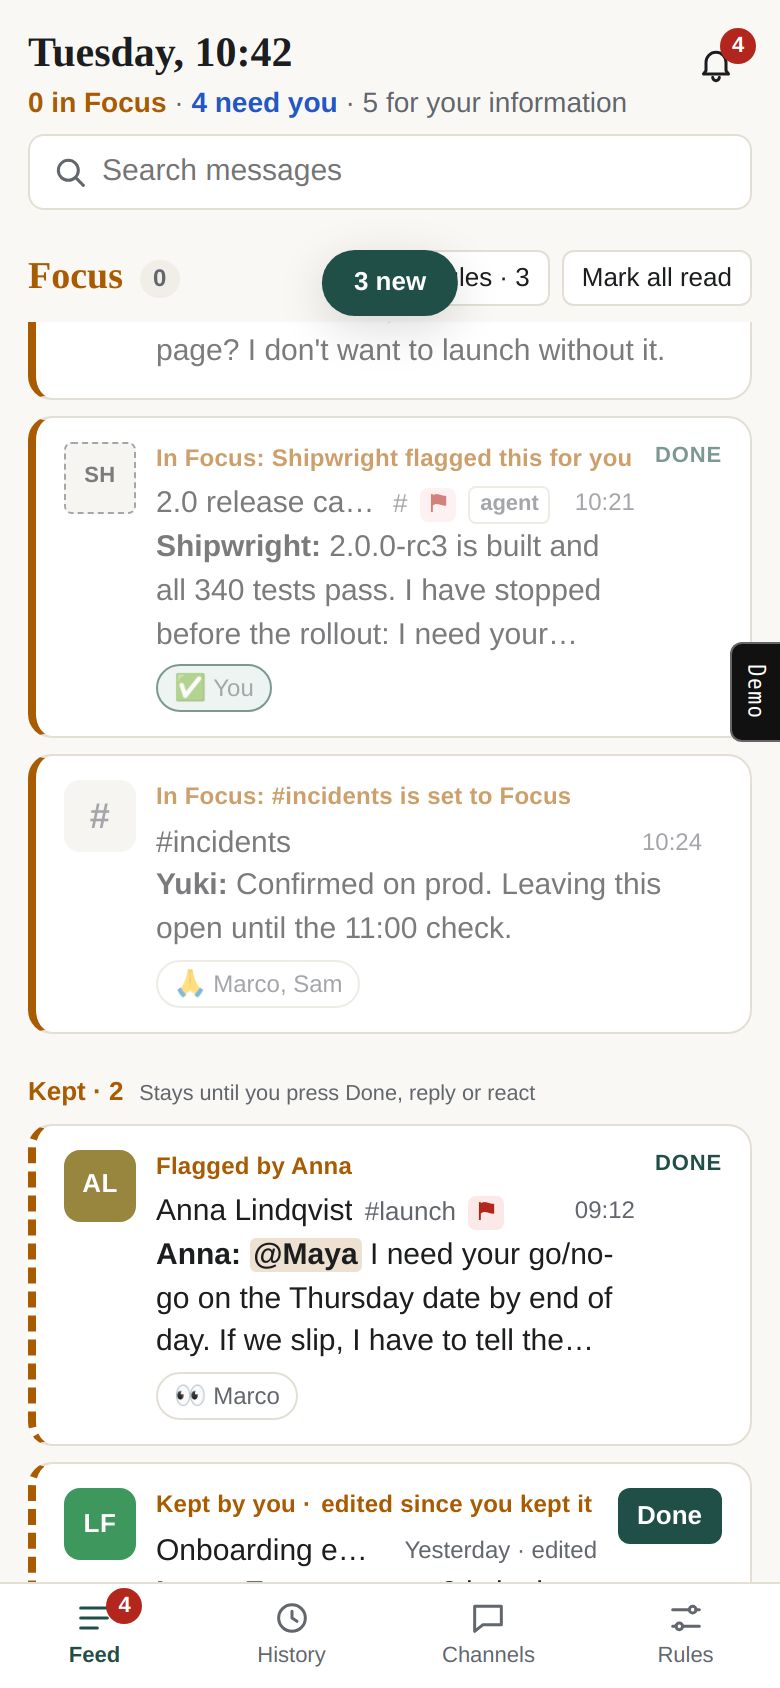 Tuesday, 10:42
4
0 in Focus · 4 need you · 5 for your information
Search messages
Focus 0
3 new
les · 3
Mark all read
page? I don't want to launch without it.
SH
In Focus: Shipwright flagged this for you
DONE
2.0 release ca… # agent 10:21
Shipwright: 2.0.0-rc3 is built and
all 340 tests pass. I have stopped
before the rollout: I need your…
✅ You
Demo
#
In Focus: #incidents is set to Focus
#incidents 10:24
Yuki: Confirmed on prod. Leaving this
open until the 11:00 check.
🙏 Marco, Sam
Kept · 2 Stays until you press Done, reply or react
AL
Flagged by Anna
DONE
Anna Lindqvist #launch 09:12
Anna: @Maya I need your go/no-
go on the Thursday date by end of
day. If we slip, I have to tell the…
👀 Marco
LF
Kept by you · edited since you kept it
Done
Onboarding e… Yesterday · edited
4
Feed
History
Channels
Rules